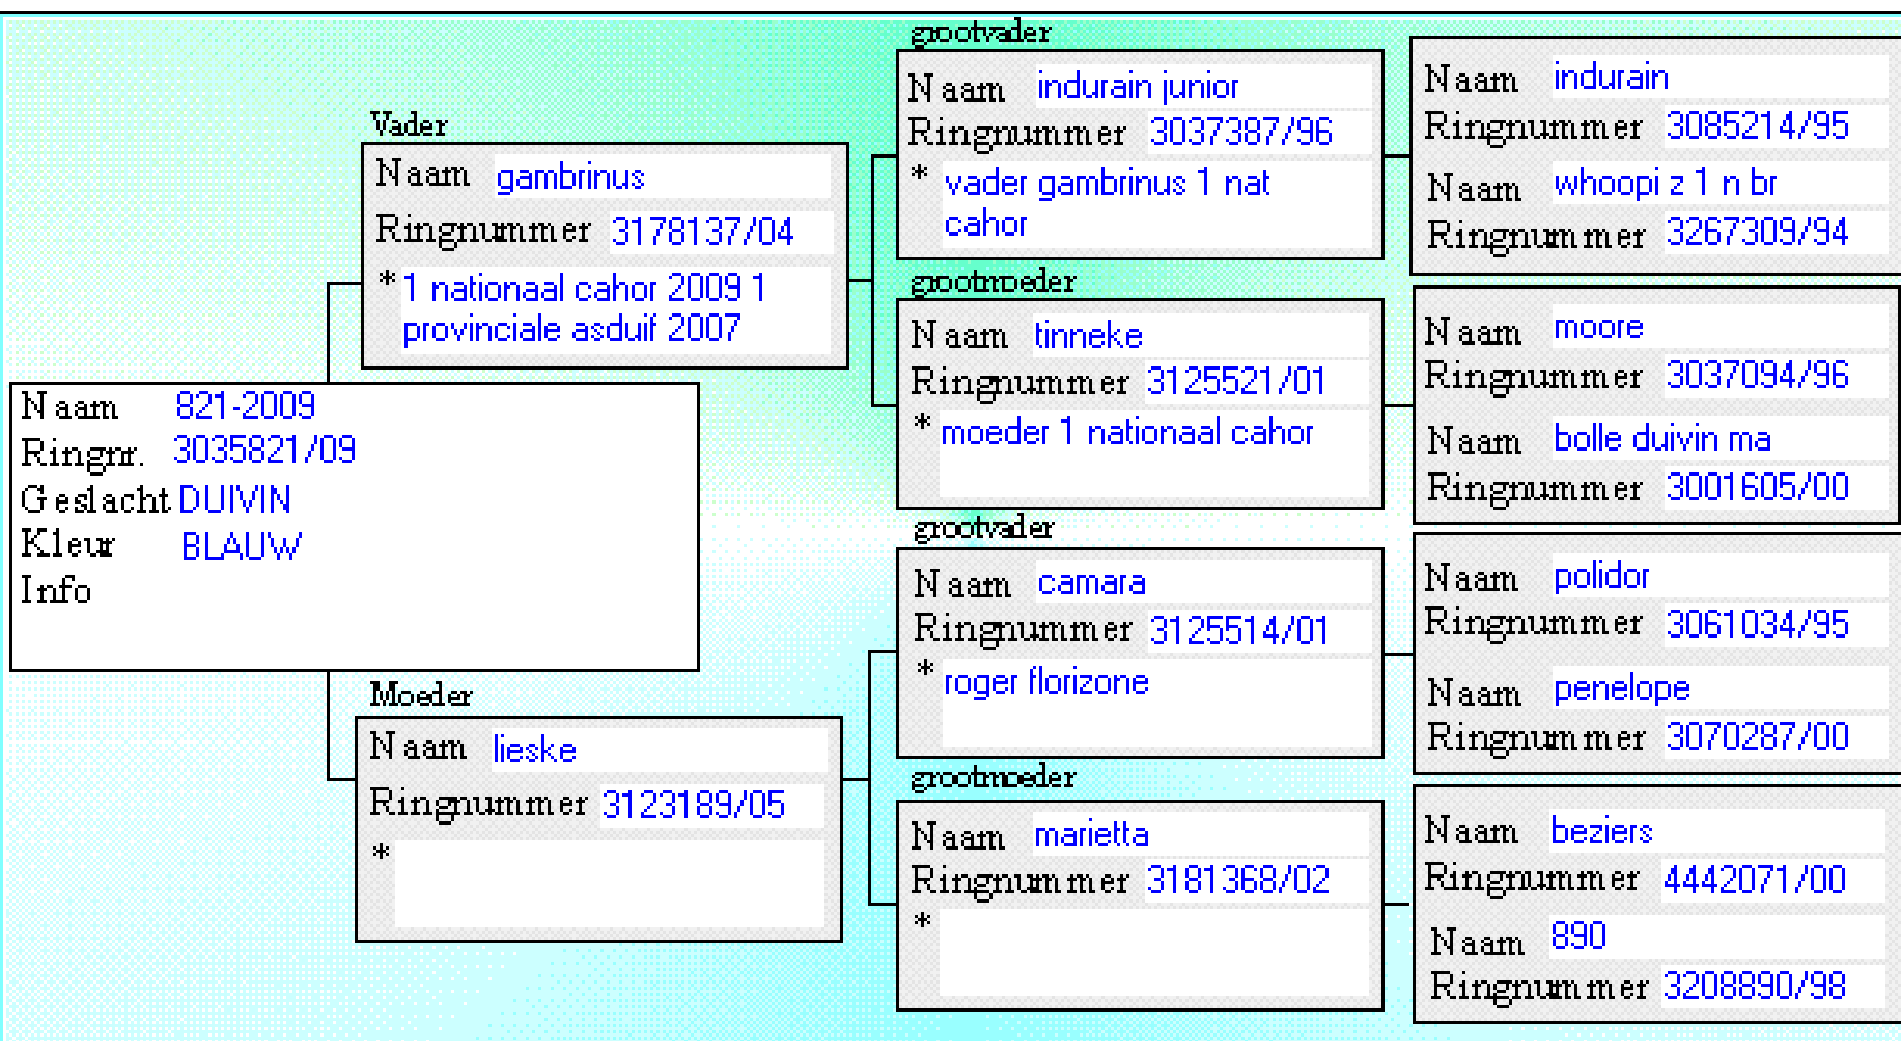 Naam 821-2009
Ringnr. 3035821/09
Geslacht DUIVIN
Kleur BLAUW
Info
Vader
Naam gambrinus
Ringnummer 3178137/04
* 1 nationaal cahor 2009 1
provinciale asduif 2007
Moeder
Naam lieske
Ringnummer 3123189/05
*
grootvader
Naam indurain junior
Ringnummer 3037387/96
* vader gambrinus 1 nat
cahor
grootmoeder
Naam tinneke
Ringnummer 3125521/01
* moeder 1 nationaal cahor
grootvader
Naam camara
Ringnummer 3125514/01
* roger florizone
grootmoeder
Naam marietta
Ringnummer 3181368/02
*
Naam indurain
Ringnummer 3085214/95
Naam whoopi z 1 n br
Ringnummer 3267309/94
Naam moore
Ringnummer 3037094/96
Naam bolle duivin ma
Ringnummer 3001605/00
Naam polidor
Ringnummer 3061034/95
Naam penelope
Ringnummer 3070287/00
Naam beziers
Ringnummer 4442071/00
Naam 890
Ringnummer 3208890/98